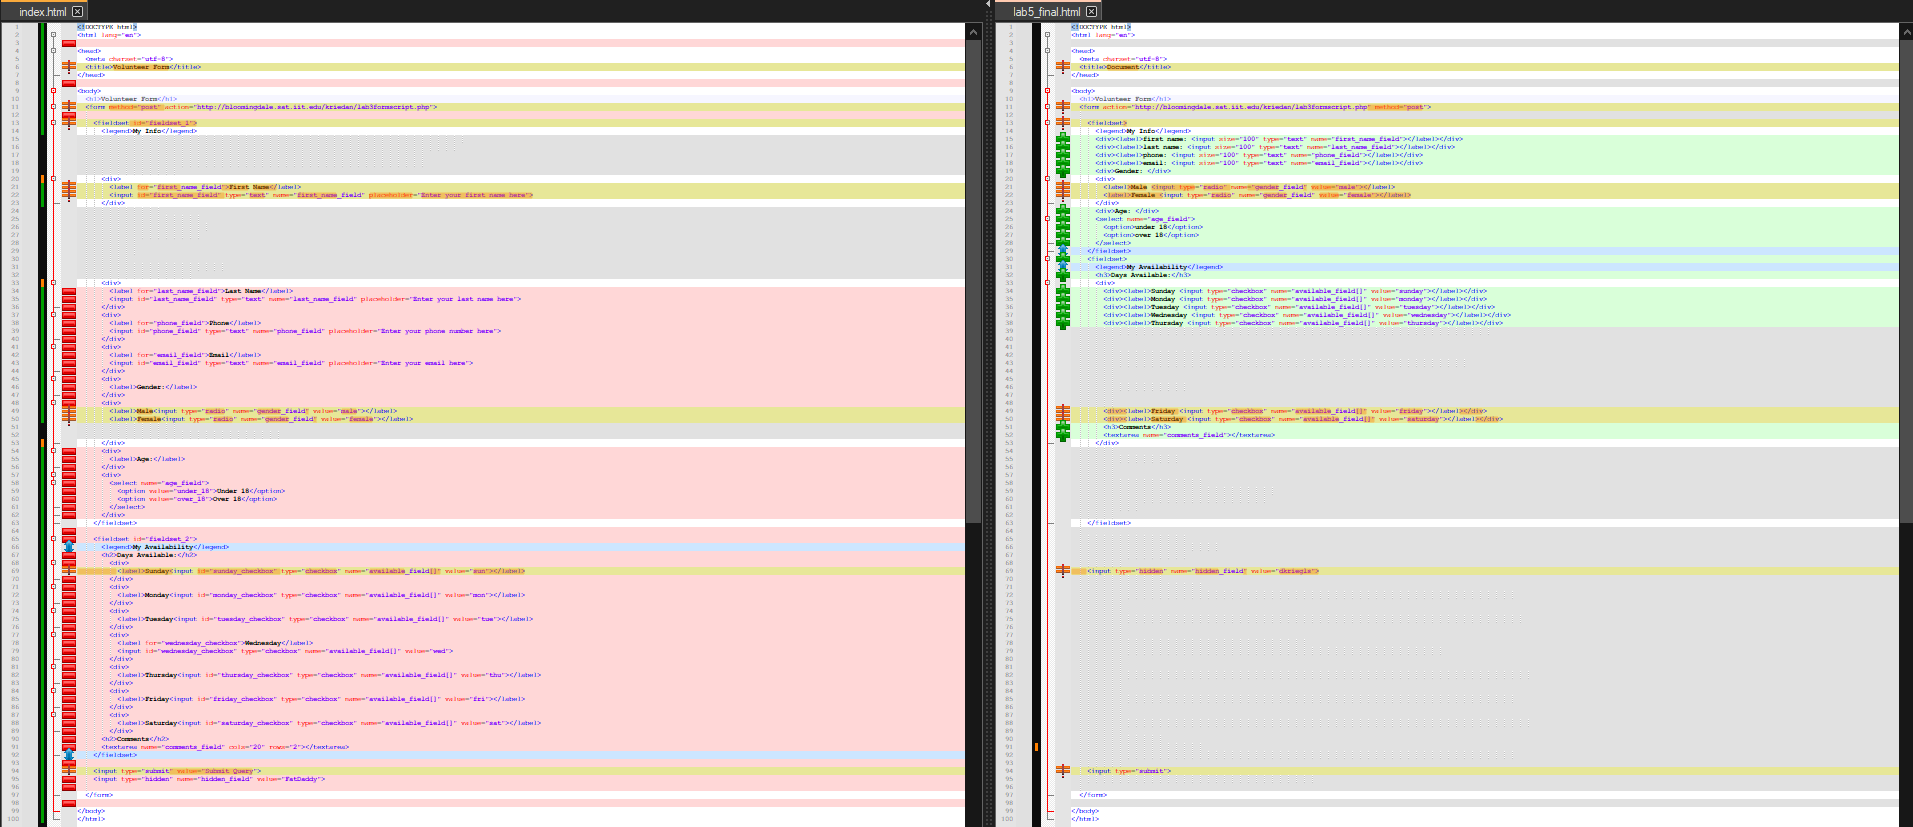 index.html
<!DOCTYPE html>
<html lang="en">
<head>
<meta charset="utf-8">
<title>Volunteer Form</title>
</head>
<body>
<h1>Volunteer Form</h1>
<form method="post" action="http://bloomingdale.sat.iit.edu/kriedan/lab3formscript.php">
<fieldset id="fieldset_1">
<legend>My Info</legend>
<div>
<label for="first_name_field">First Name</label>
<input id="first_name_field" type="text" name="first_name_field" placeholder="Enter your first name here">
</div>
<div>
<label for="last_name_field">Last Name</label>
<input id="last_name_field" type="text" name="last_name_field" placeholder="Enter your last name here">
</div>
<div>
<label for="phone_field">Phone</label>
<input id="phone_field" type="text" name="phone_field" placeholder="Enter your phone number here">
</div>
<div>
<label for="email_field">Email</label>
<input id="email_field" type="text" name="email_field" placeholder="Enter your email here">
</div>
<div>
<label>Gender:</label>
</div>
<div>
<label>Male<input type="radio" name="gender_field" value="male"></label>
<label>Female<input type="radio" name="gender_field" value="female"></label>
</div>
<div>
<label>Age:</label>
</div>
<div>
<select name="age_field">
<option value="under_18">Under 18</option>
<option value="over_18">Over 18</option>
</select>
</div>
</fieldset>
<fieldset id="fieldset_2">
<legend>My Availability</legend>
<h2>Days Available:</h2>
<div>
<label>Sunday<input id="sunday_checkbox" type="checkbox" name="available_field[]" value="sun"></label>
</div>
<div>
<label>Monday<input id="monday_checkbox" type="checkbox" name="available_field[]" value="mon"></label>
</div>
<div>
<label>Tuesday<input id="tuesday_checkbox" type="checkbox" name="available_field[]" value="tue"></label>
</div>
<div>
<label for="wednesday_checkbox">Wednesday</label>
<input id="wednesday_checkbox" type="checkbox" name="available_field[]" value="wed">
</div>
<div>
<label>Thursday<input id="thursday_checkbox" type="checkbox" name="available_field[]" value="thu"></label>
</div>
<div>
<label>Friday<input id="friday_checkbox" type="checkbox" name="available_field[]" value="fri"></label>
</div>
<div>
<label>Saturday<input id="saturday_checkbox" type="checkbox" name="available_field[]" value="sat"></label>
</div>
<h2>Comments</h2>
<textarea name="comments_field" cols="20" rows="2"></textarea>
</fieldset>
<input type="submit" value="Submit Query">
<input type="hidden" name="hidden_field" value="FetDaddy">
</form>
</body>
</html>
lab5_final.html
<!DOCTYPE html>
<html lang="en">
<head>
<meta charset="utf-8">
<title>Document</title>
</head>
<body>
<h1>Volunteer Form</h1>
<form action="http://bloomingdale.sat.iit.edu/kriedan/lab3formscript.php" method="post">
<fieldset>
<legend>My Info</legend>
<div><label>first name: <input size="100" type="text" name="first_name_field"></label></div>
<div><label>last name: <input size="100" type="text" name="last_name_field"></label></div>
<div><label>phone: <input size="100" type="text" name="phone_field"></label></div>
<div><label>email: <input size="100" type="text" name="email_field"></label></div>
<div>Gender: </div>
<div>
<label>Male <input type="radio" name="gender_field" value="male"></label>
<label>Female <input type="radio" name="gender_field" value="female"></label>
</div>
<div>Age: </div>
<select name="age_field">
<option>under 18</option>
<option>over 18</option>
</select>
</fieldset>
<fieldset>
<legend>My Availability</legend>
<h3>Days Available:</h3>
<div>
<div><label>Sunday <input type="checkbox" name="available_field[]" value="sunday"></label></div>
<div><label>Monday <input type="checkbox" name="available_field[]" value="monday"></label></div>
<div><label>Tuesday <input type="checkbox" name="available_field[]" value="tuesday"></label></div>
<div><label>Wednesday <input type="checkbox" name="available_field[]" value="wednesday"></label></div>
<div><label>Thursday <input type="checkbox" name="available_field[]" value="thursday"></label></div>
<div><label>Friday <input type="checkbox" name="available_field[]" value="friday"></label></div>
<div><label>Saturday <input type="checkbox" name="available_field[]" value="saturday"></label></div>
<h3>Comments</h3>
<textarea name="comments_field"></textarea>
</div>
</fieldset>
<input type="hidden" name="hidden_field" value="dkriegls">
<input type="submit">
</form>
</body>
</html>